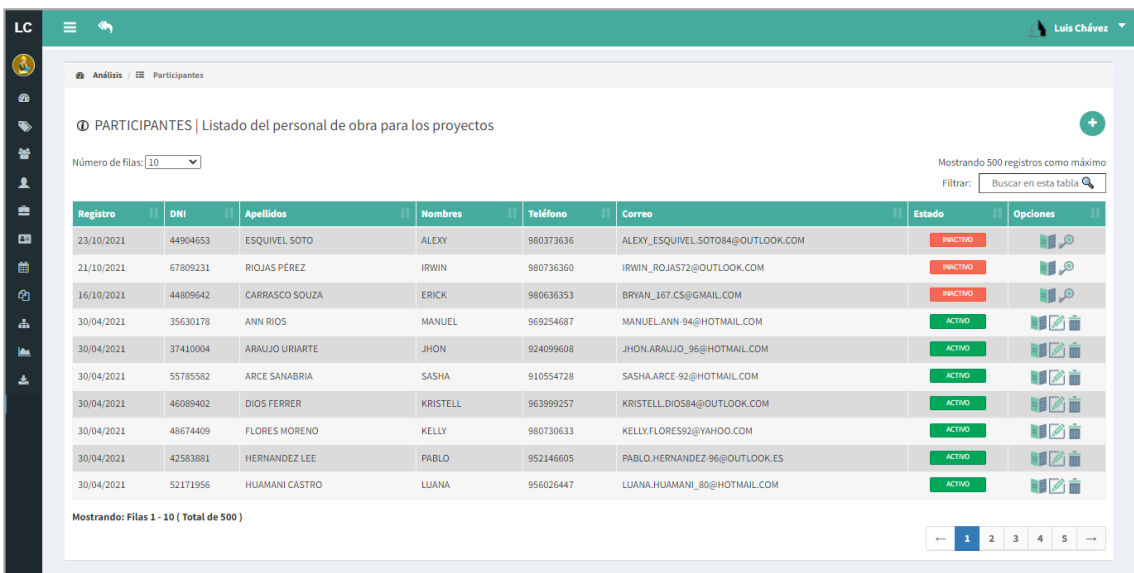 LC
Luis Chávez
Análisis / Participantes
PARTICIPANTES | Listado del personal de obra para los proyectos
Número de filas: 10
Mostrando 500 registros como máximo
Filtrar: Buscar en esta tabla
Registro DNI Apellidos Nombres Teléfono Correo Estado Opciones
23/10/2021 44904653 ESQUIVEL SOTO ALEXY 980373636 ALEXY_ESQUIVEL.SOTO84@OUTLOOK.COM INACTIVO
21/10/2021 67809231 RIOJAS PÉREZ IRWIN 980736360 IRWIN_ROJAS72@OUTLOOK.COM INACTIVO
16/10/2021 44809642 CARRASCO SOUZA ERICK 980636353 BRYAN_167.CS@GMAIL.COM INACTIVO
30/04/2021 35630178 ANN RIOS MANUEL 969254687 MANUEL.ANN-94@HOTMAIL.COM ACTIVO
30/04/2021 37410004 ARAUJO URIARTE JHON 924099608 JHON.ARAUJO_96@HOTMAIL.COM ACTIVO
30/04/2021 55785582 ARCE SANABRIA SASHA 910554728 SASHA.ARCE-92@HOTMAIL.COM ACTIVO
30/04/2021 46089402 DIOS FERRER KRISTELL 963999257 KRISTELL.DIOS84@OUTLOOK.COM ACTIVO
30/04/2021 48674409 FLORES MORENO KELLY 980730633 KELLY.FLORES92@YAHOO.COM ACTIVO
30/04/2021 42583881 HERNANDEZ LEE PABLO 952146605 PABLO.HERNANDEZ-96@OUTLOOK.ES ACTIVO
30/04/2021 52171956 HUAMANI CASTRO LUANA 956026447 LUANA.HUAMANI_80@HOTMAIL.COM ACTIVO
Mostrando: Filas 1 - 10 ( Total de 500 )
← 1 2 3 4 5 →